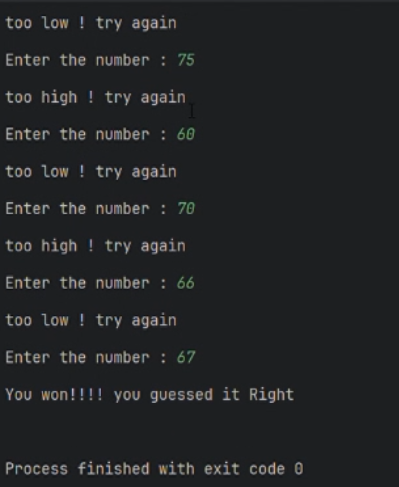 too low ! try again
Enter the number : 75
too high ! try again
Enter the number : 60
too low ! try again
Enter the number : 70
too high ! try again
Enter the number : 66
too low ! try again
Enter the number : 67
You won!!!! you guessed it Right
Process finished with exit code 0